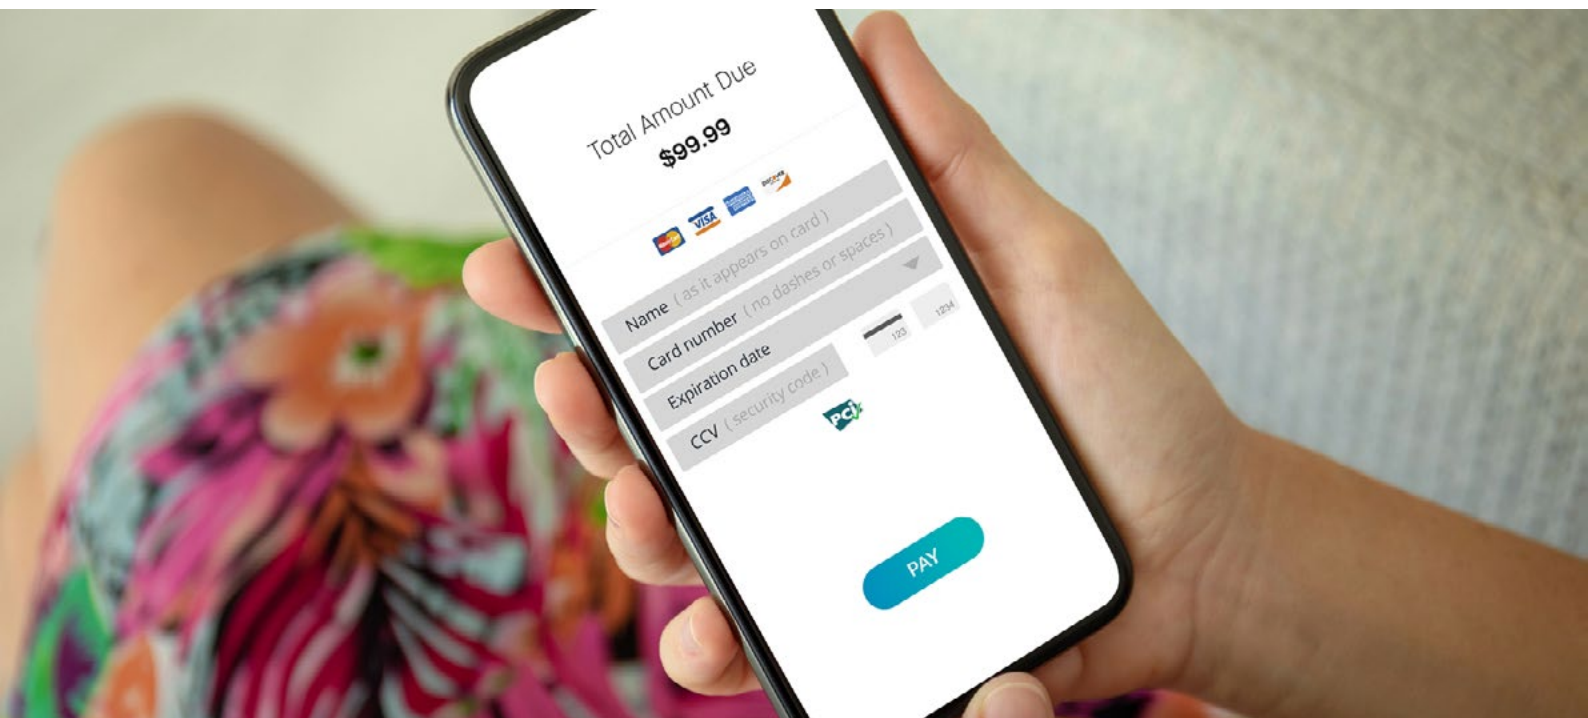 Total Amount Due
$99.99
VISA
DISCOVER
Name ( as it appears on card )
Card number ( no dashes or spaces )
Expiration date
CCV ( security code )
123
1234
PCi
PAY